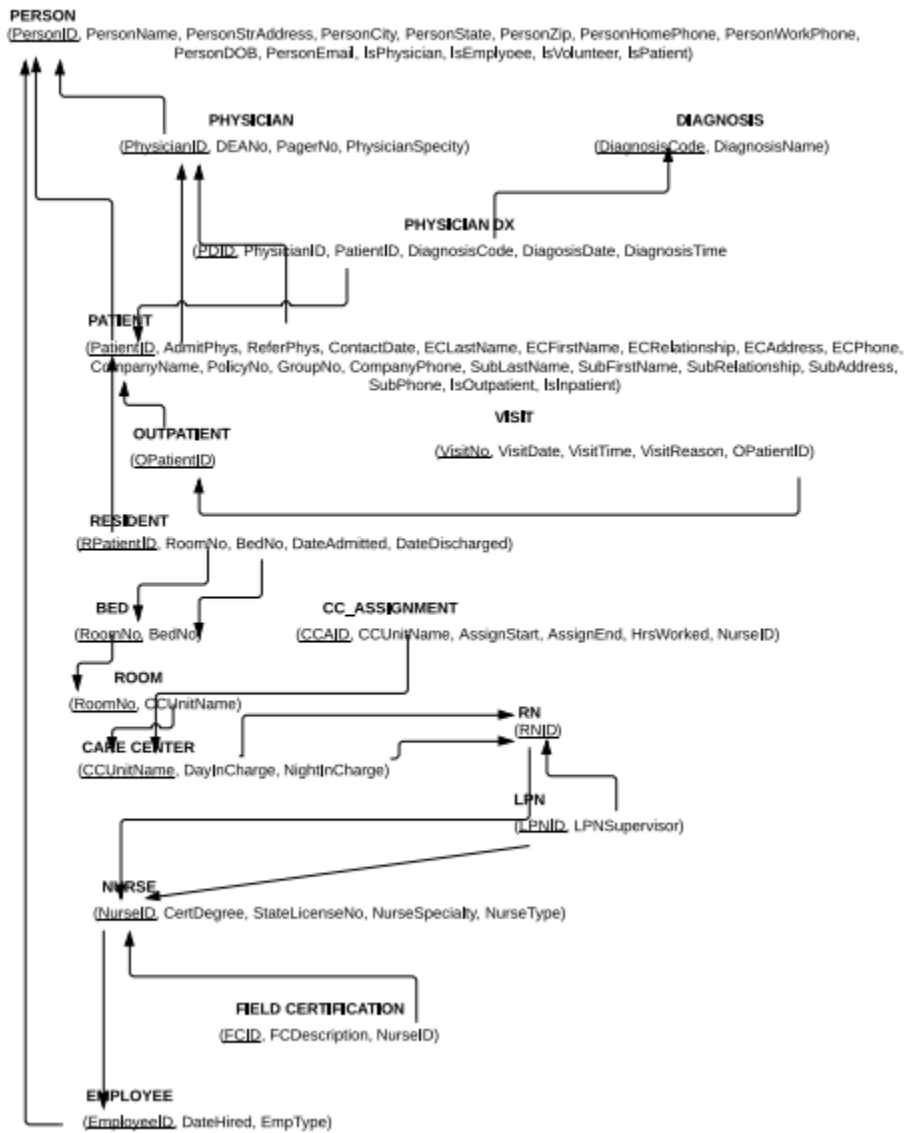 PERSON
(PersonID, PersonName, PersonStrAddress, PersonCity, PersonState, PersonZip, PersonHomePhone, PersonWorkPhone,
PersonDOB, PersonEmail, IsPhysician, IsEmplyoee, IsVolunteer, IsPatient)
PHYSICIAN
(PhysicianID, DEANo, PagerNo, PhysicianSpecity)
DIAGNOSIS
(DiagnosisCode, DiagnosisName)
PHYSICIAN DX
(PDID, PhysicianID, PatientID, DiagnosisCode, DiagosisDate, DiagnosisTime
PATIENT
(PatientID, AdmitPhys, ReferPhys, ContactDate, ECLastName, ECFirstName, ECRelationship, ECAddress, ECPhone,
CompanyName, PolicyNo, GroupNo, CompanyPhone, SubLastName, SubFirstName, SubRelationship, SubAddress,
SubPhone, IsOutpatient, IsInpatient)
OUTPATIENT
(OPatientID)
VISIT
(VisitNo, VisitDate, VisitTime, VisitReason, OPatientID)
RESIDENT
(RPatientID, RoomNo, BedNo, DateAdmitted, DateDischarged)
BED
(RoomNo, BedNo)
CC_ASSIGNMENT
(CCAID, CCUnitName, AssignStart, AssignEnd, HrsWorked, NurseID)
ROOM
(RoomNo, CCUnitName)
RN
(RNID)
CARE CENTER
(CCUnitName, DayInCharge, NightInCharge)
LPN
(LPNID, LPNSupervisor)
NURSE
(NurseID, CertDegree, StateLicenseNo, NurseSpecialty, NurseType)
FIELD CERTIFICATION
(FCID, FCDescription, NurseID)
EMPLOYEE
(EmployeeID, DateHired, EmpType)